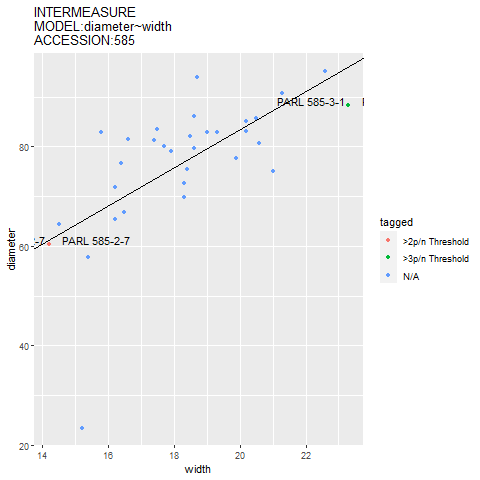 INTERMEASURE
MODEL:diameter~width
ACCESSION:585
80
60
40
20
diameter
PARL 585-3-1
-7
PARL 585-2-7
14
16
18
20
22
width
tagged
>2p/n Threshold
>3p/n Threshold
N/A